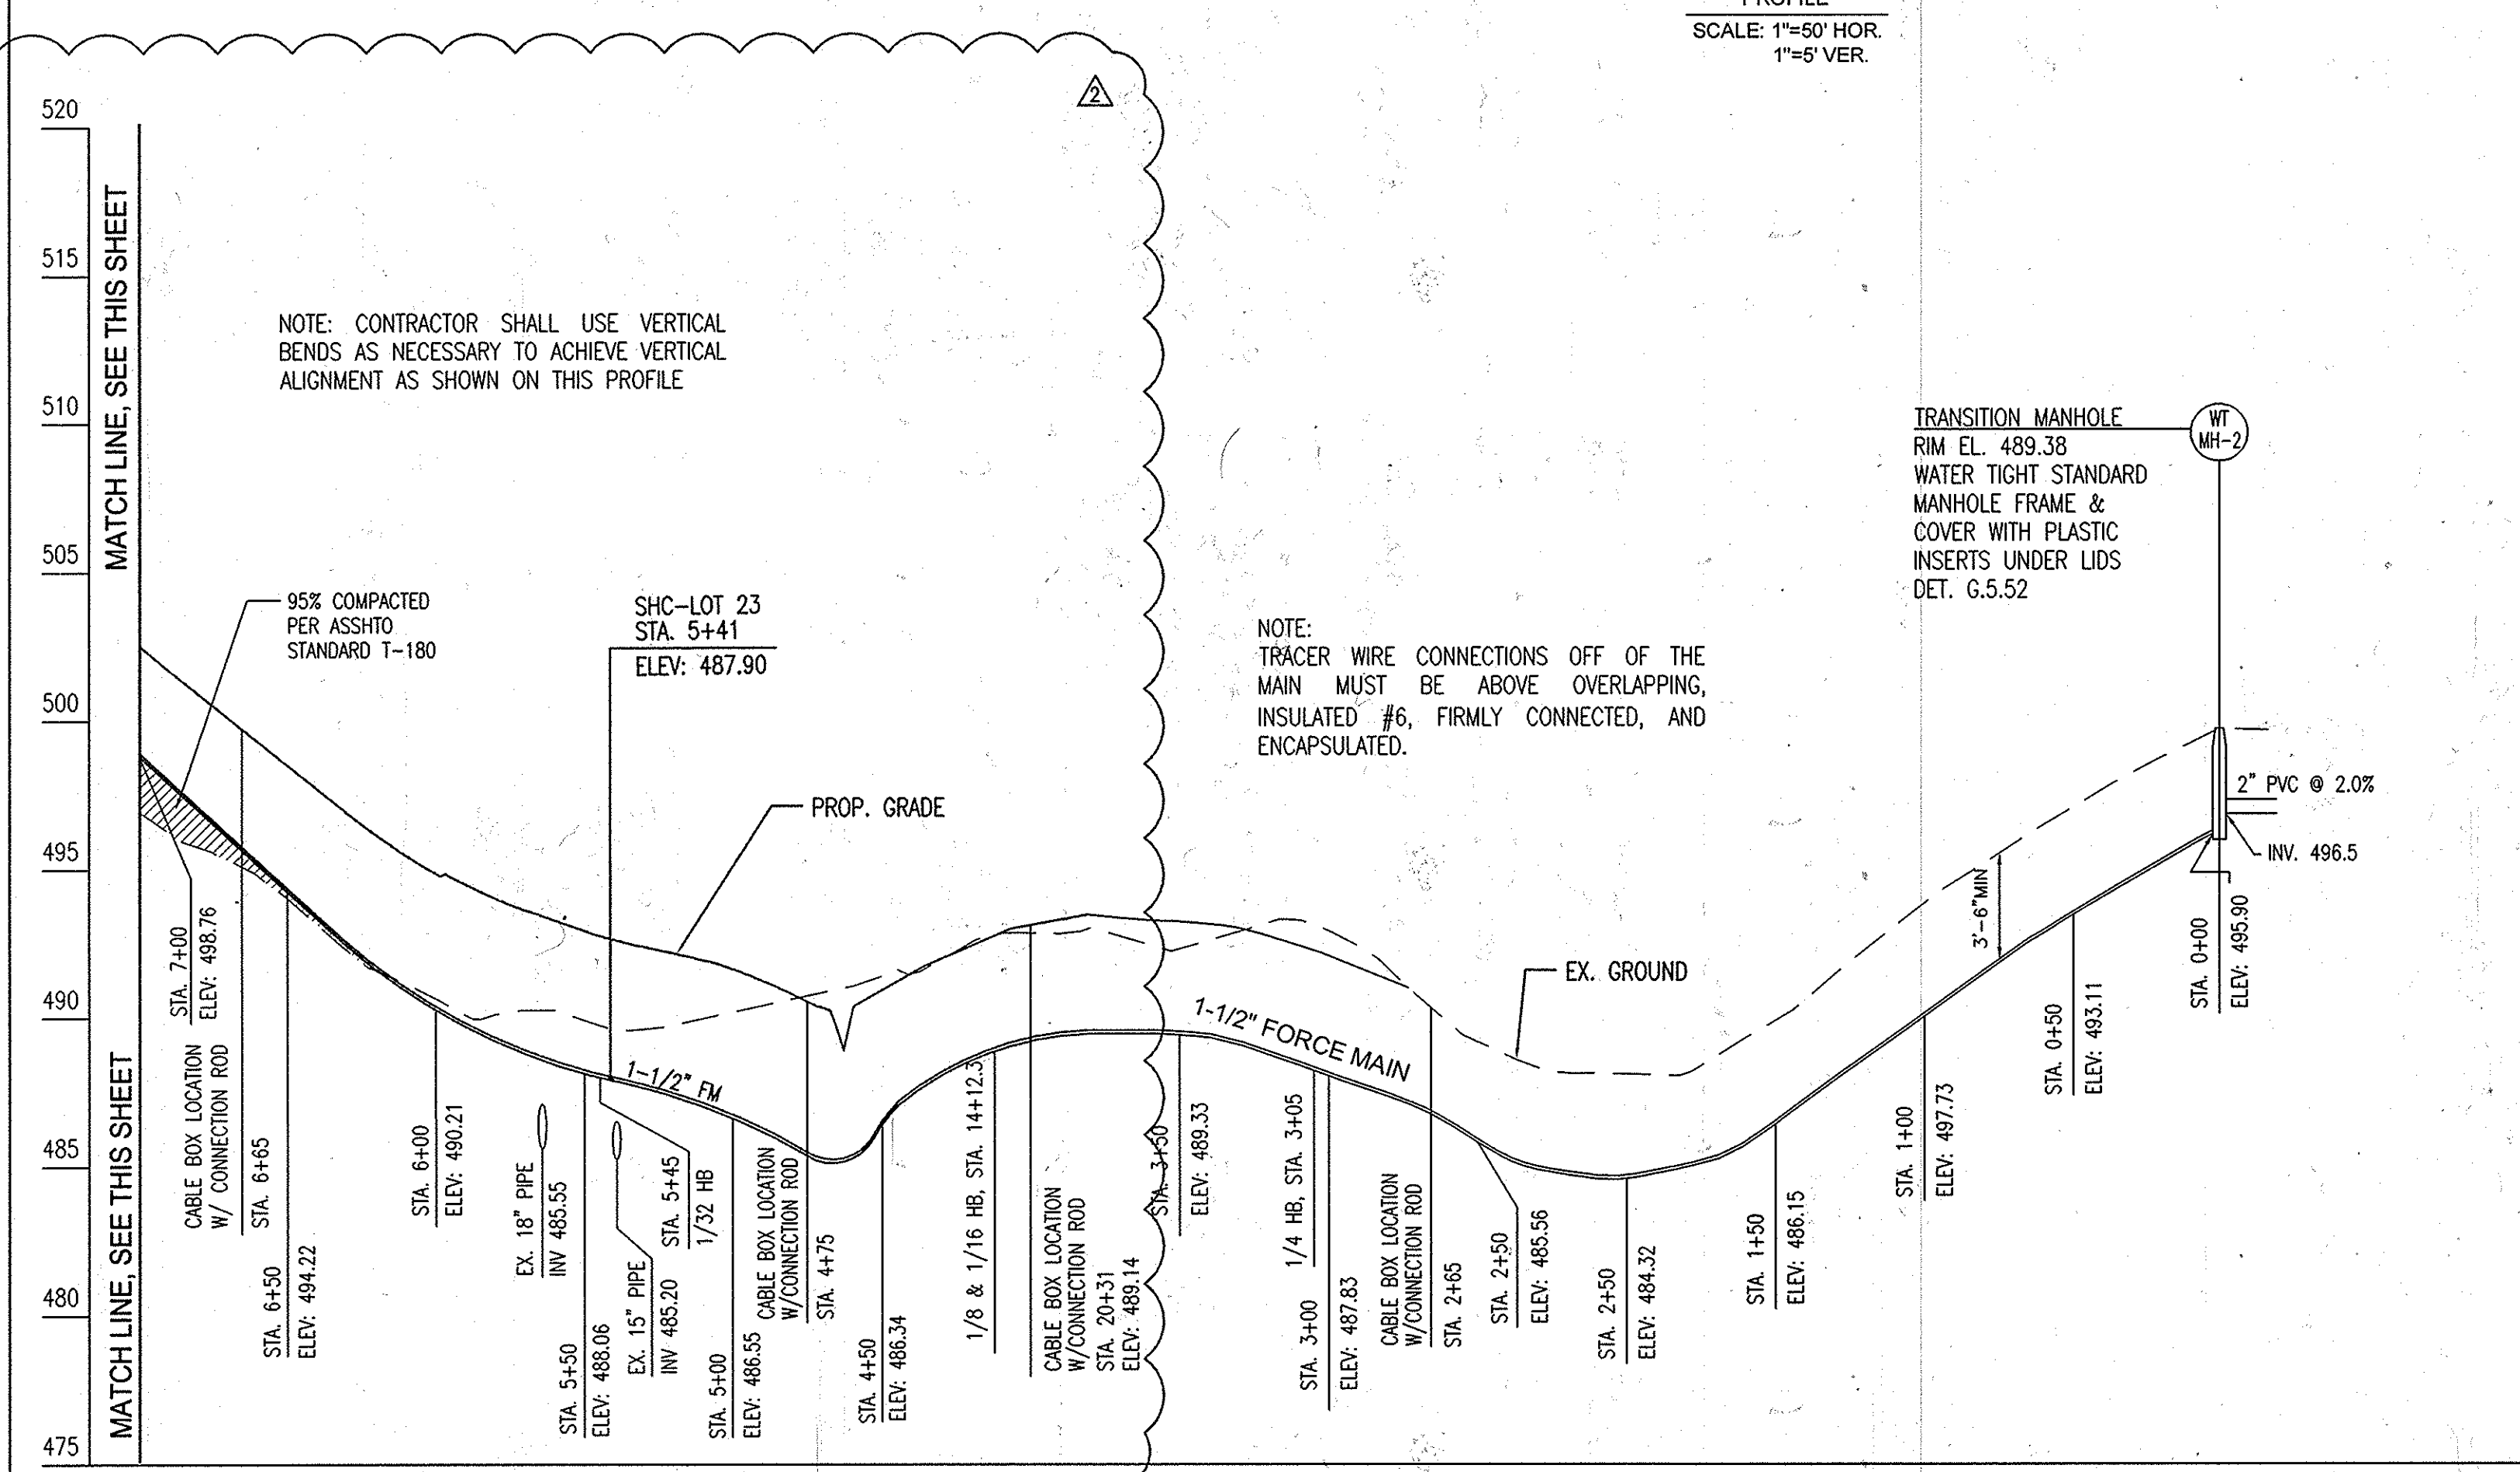 PROFILE
SCALE: 1"=50' HOR.
1"=5' VER.
2
520
515
510
505
500
495
490
485
480
475
MATCH LINE, SEE THIS SHEET
MATCH LINE, SEE THIS SHEET
NOTE: CONTRACTOR SHALL USE VERTICAL
BENDS AS NECESSARY TO ACHIEVE VERTICAL
ALIGNMENT AS SHOWN ON THIS PROFILE
TRANSITION MANHOLE
RIM EL. 489.38
WATER TIGHT STANDARD
MANHOLE FRAME &
COVER WITH PLASTIC
INSERTS UNDER LIDS
DET. G.5.52
WT
MH-2
95% COMPACTED
PER ASSHTO
STANDARD T-180
SHC-LOT 23
STA. 5+41
ELEV: 487.90
NOTE:
TRACER WIRE CONNECTIONS OFF OF THE
MAIN MUST BE ABOVE OVERLAPPING,
INSULATED #6, FIRMLY CONNECTED, AND
ENCAPSULATED.
PROP. GRADE
2" PVC @ 2.0%
INV. 496.5
3'-6"MIN
EX. GROUND
1-1/2" FORCE MAIN
1-1/2" FM
STA. 7+00
ELEV: 498.76
CABLE BOX LOCATION
W/ CONNECTION ROD
STA. 6+65
STA. 6+50
ELEV: 494.22
STA. 6+00
ELEV: 490.21
EX. 18" PIPE
INV 485.55
STA. 5+50
ELEV: 488.06
EX. 15" PIPE
INV 485.20
STA. 5+45
1/32 HB
STA. 5+00
ELEV: 486.55
CABLE BOX LOCATION
W/CONNECTION ROD
STA. 4+75
STA. 4+50
ELEV: 486.34
1/8 & 1/16 HB, STA. 14+12.3
CABLE BOX LOCATION
W/CONNECTION ROD
STA. 20+31
ELEV: 489.14
STA. 3+50
ELEV: 489.33
1/4 HB, STA. 3+05
STA. 3+00
ELEV: 487.83
CABLE BOX LOCATION
W/CONNECTION ROD
STA. 2+65
STA. 2+50
ELEV: 485.56
STA. 2+50
ELEV: 484.32
STA. 1+50
ELEV: 486.15
STA. 1+00
ELEV: 497.73
STA. 0+50
ELEV: 493.11
STA. 0+00
ELEV: 495.90